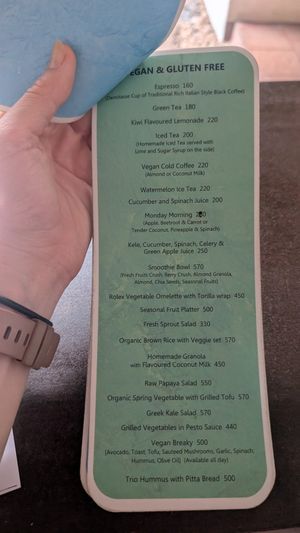 VEGAN & GLUTEN FREE
Espresso 160
(Demitasse Cup of Traditional Rich Italian Style Black Coffee)
Green Tea 180
Kiwi Flavoured Lemonade 220
Iced Tea 200
(Homemade Iced Tea served with
Lime and Sugar Syrup on the side)
Vegan Cold Coffee 220
(Almond or Coconut Milk)
Watermelon Ice Tea 220
Cucumber and Spinach Juice 200
Monday Morning
(Apple, Beetroot & Carrot or
Tender Coconut, Pineapple & Spinach)
Kele, Cucumber, Spinach, Celery &
Green Apple Juice 250
Smoothie Bowl 570
(Fresh Fruits Crush, Berry Crush, Almond Granola,
Almond, Chia Seeds, Seasonal Fruits)
Rolex Vegetable Omelette with Torilla wrap 450
Seasonal Fruit Platter 500
Fresh Sprout Salad 330
Organic Brown Rice with Veggie set 370
Homemade Granola
with Flavoured Coconut Milk 450
Raw Papaya Salad 550
Organic Spring Vegetable with Grilled Tofu 570
Greek Kale Salad 570
Grilled Vegetables in Pesto Sauce 440
Vegan Breaky 500
(Avocado, Toast, Tofu, Sauteed Mushrooms, Garlic, Spinach,
Hummus, Olive Oil) (Available all day)
Trio Hummus with Pitta Bread 500